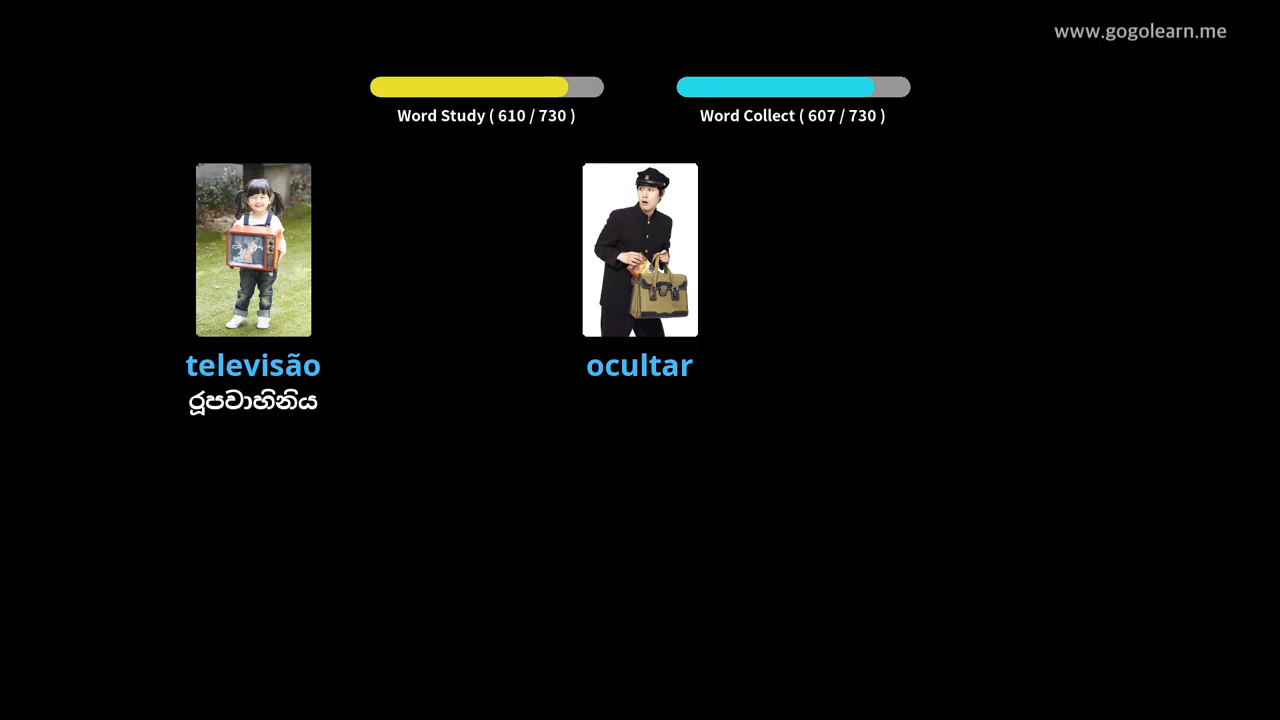 www.gogolearn.me
Word Study ( 610 / 730 )
Word Collect ( 607 / 730 )
televisão
රූපවාහිනිය
ocultar